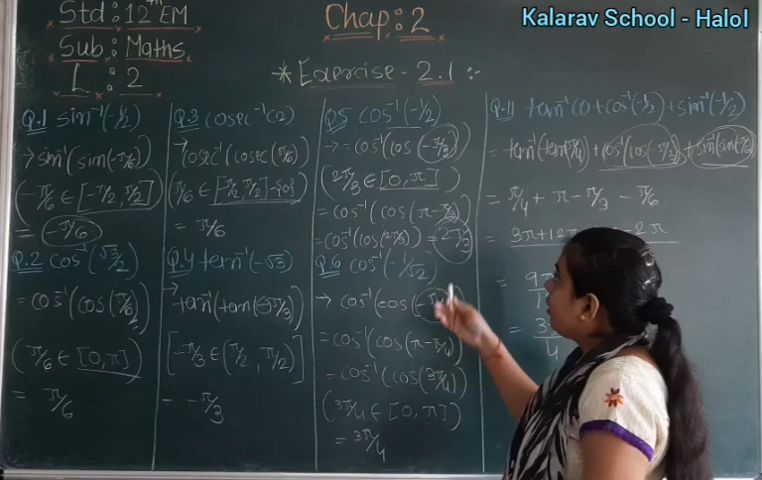 Kalarav School - Halol
Std : 12th EM
Sub : Maths
L : 2
Chap : 2
* Exercise - 2.1 :-
Q.1 sin⁻¹(-1/2)
→ sin⁻¹(sin(-π/6))
(-π/6 ∈ [-π/2, π/2])
= -π/6
Q.2 cos⁻¹(√3/2)
= cos⁻¹(cos(π/6))
(π/6 ∈ [0, π])
= π/6
Q.3 cosec⁻¹(2)
→ cosec⁻¹(cosec(π/6))
(π/6 ∈ [-π/2, π/2] - {0})
= π/6
Q.4 tan⁻¹(-√3)
→ tan⁻¹(tan(-π/3))
[-π/3 ∈ (π/2, π/2)]
= -π/3
Q5 cos⁻¹(-1/2)
→ = cos⁻¹(cos(-π/3))
(2π/3 ∈ [0, π])
= cos⁻¹(cos(π-π/3))
= cos⁻¹(cos(2π/3)) = 2π/3
Q.6 cos⁻¹(-1/√2)
→ cos⁻¹(cos(-π
= cos⁻¹(cos(π-π/4))
= cos⁻¹(cos(3π/4))
(3π/4 ∈ [0, π])
= 3π/4
Q.11 tan⁻¹(1)+cos⁻¹(-1/2)+sin⁻¹(-1/2)
= tan⁻¹(tan π/4) + cos⁻¹(cos(-π/3)) + sin⁻¹(sin(-π/6)
= π/4 + π - π/3 - π/6
= 3π+12π - 2π
= 9π
= 3
4